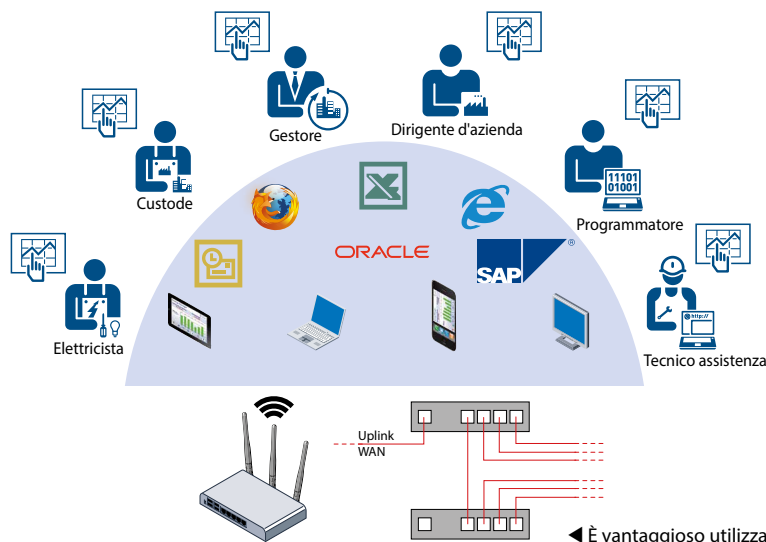 Gestore
Dirigente d'azienda
Custode
11101
01001
Programmatore
ORACLE
SAP
®
Elettricista
http://
Tecnico assistenza
Uplink
WAN
◀ È vantaggioso utilizza